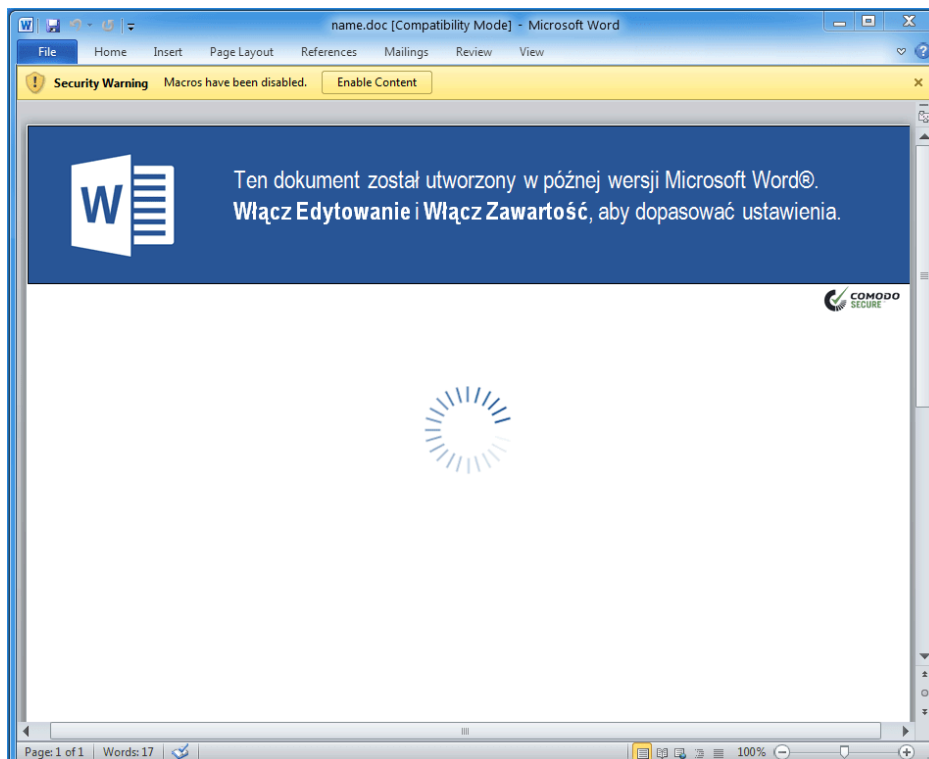 name.doc [Compatibility Mode] - Microsoft Word
File Home Insert Page Layout References Mailings Review View
Security Warning Macros have been disabled. Enable Content
W
Ten dokument został utworzony w późnej wersji Microsoft Word®.
Włącz Edytowanie i Włącz Zawartość, aby dopasować ustawienia.
COMODO
SECURE
Page: 1 of 1 Words: 17 100%